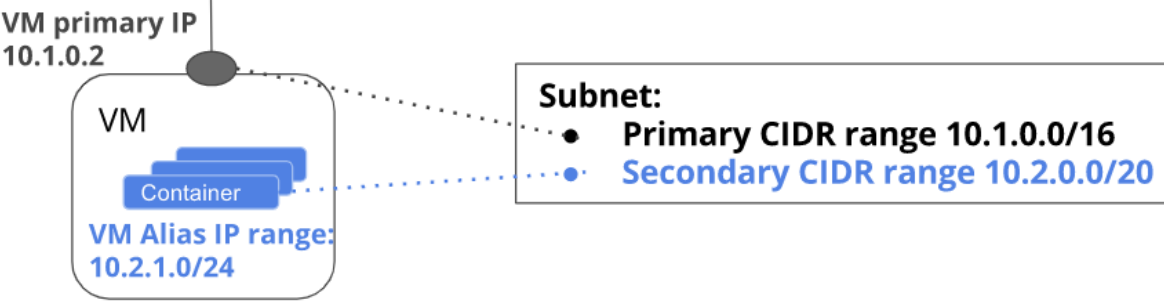 VM primary IP
10.1.0.2
VM
Container
VM Alias IP range:
10.2.1.0/24
Subnet:
Primary CIDR range 10.1.0.0/16
Secondary CIDR range 10.2.0.0/20